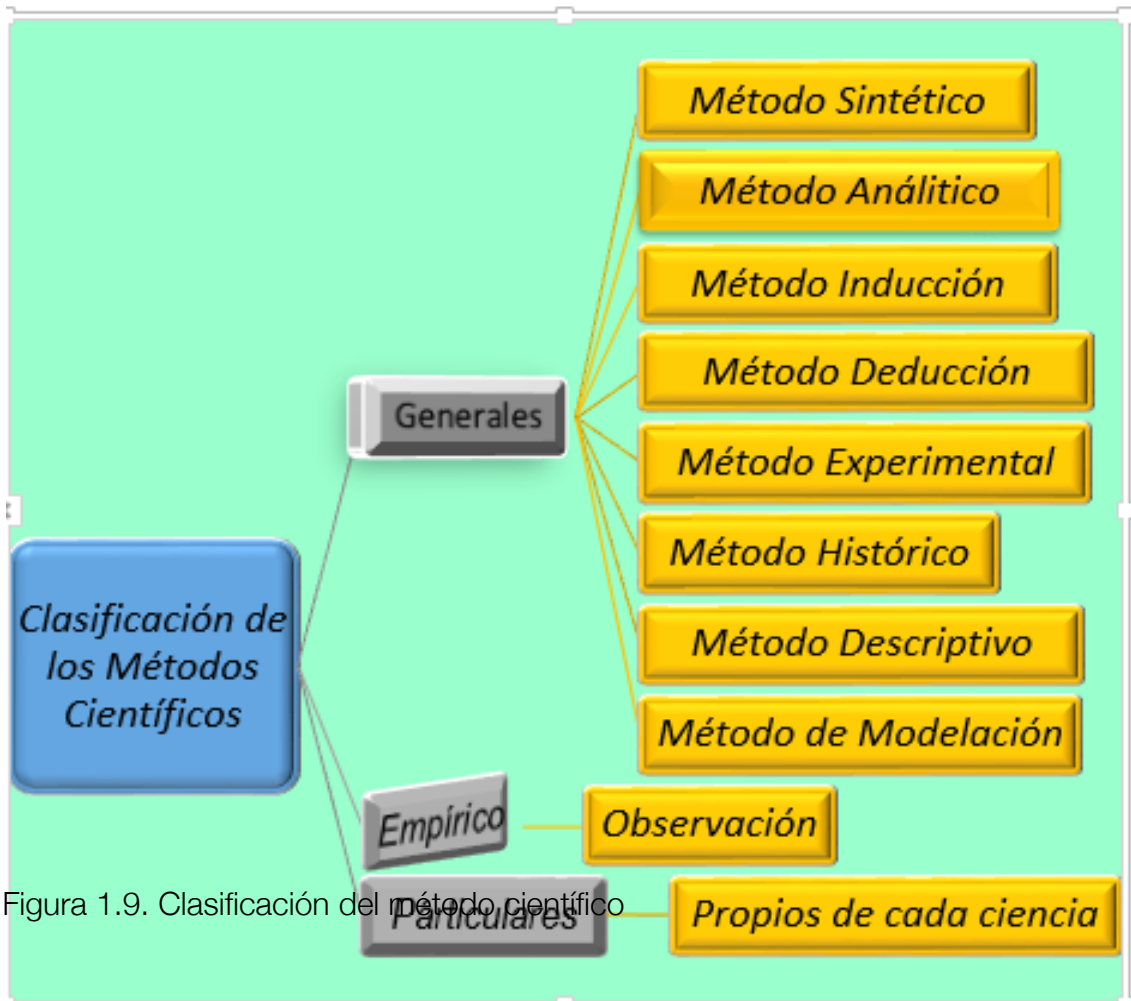 Método Sintético
Método Análitico
Método Inducción
Método Deducción
Generales
Método Experimental
Método Histórico
Clasificación de
los Métodos
Científicos
Método Descriptivo
Método de Modelación
Empírico
Observación
Figura 1.9. Clasificación del método científico
Particulares
Propios de cada ciencia